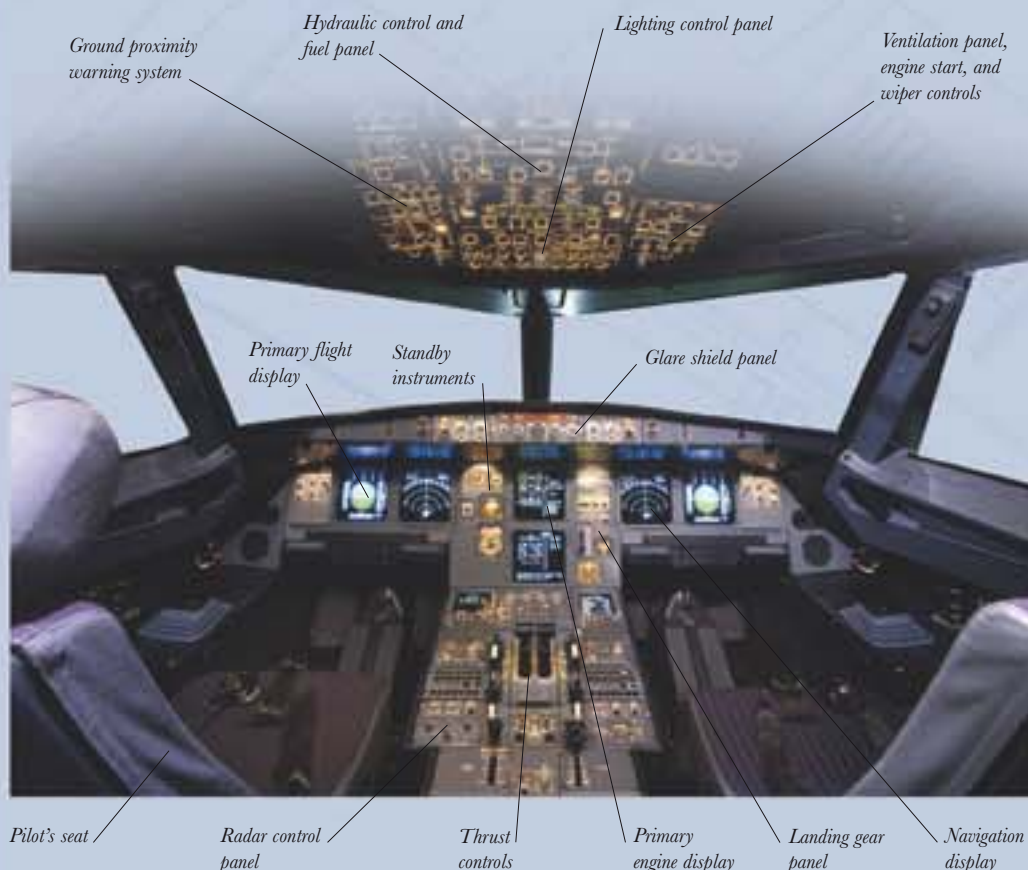 Hydraulic control and
fuel panel
Lighting control panel
Ground proximity
warning system
Ventilation panel,
engine start, and
wiper controls
Primary flight
display
Standby
instruments
Glare shield panel
Pilot's seat
Radar control
panel
Thrust
controls
Primary
engine display
Landing gear
panel
Navigation
display